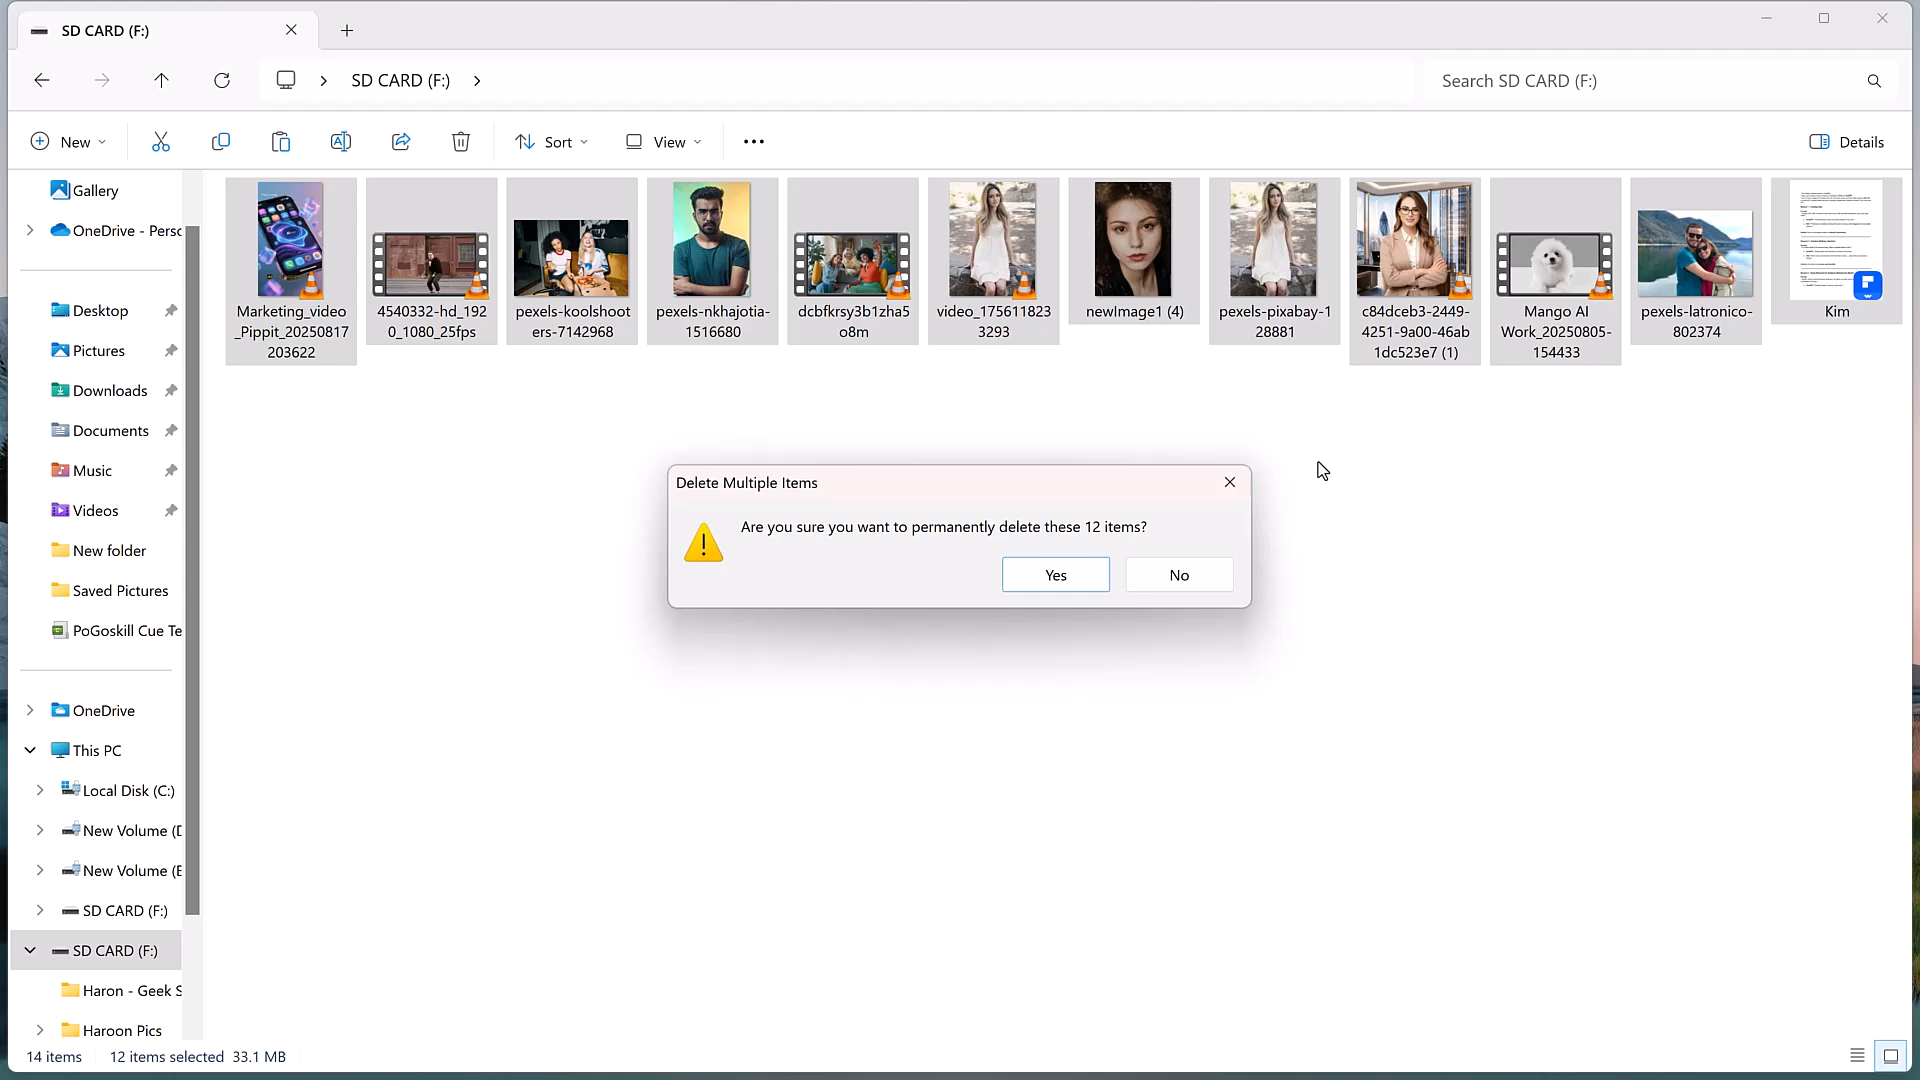 SD CARD (F:)
SD CARD (F:)
Search SD CARD (F:)
New
Sort
View
Details
Gallery
OneDrive - Perso
Desktop
Pictures
Downloads
Documents
Music
Videos
New folder
Saved Pictures
PoGoskill Cue Te
OneDrive
This PC
Local Disk (C:)
New Volume (D
New Volume (E
SD CARD (F:)
SD CARD (F:)
Haron - Geek S
Haroon Pics
Marketing_video
_Pippit_20250817
203622
4540332-hd_192
0_1080_25fps
pexels-koolshoot
ers-7142968
pexels-nkhajotia-
1516680
dcbfkrsy3b1zha5
o8m
video_175611823
3293
newImage1 (4)
pexels-pixabay-1
28881
c84dceb3-2449-
4251-9a00-46ab
1dc523e7 (1)
Mango AI
Work_20250805-
154433
pexels-latronico-
802374
Kim
Delete Multiple Items
Are you sure you want to permanently delete these 12 items?
Yes
No
14 items
12 items selected 33.1 MB